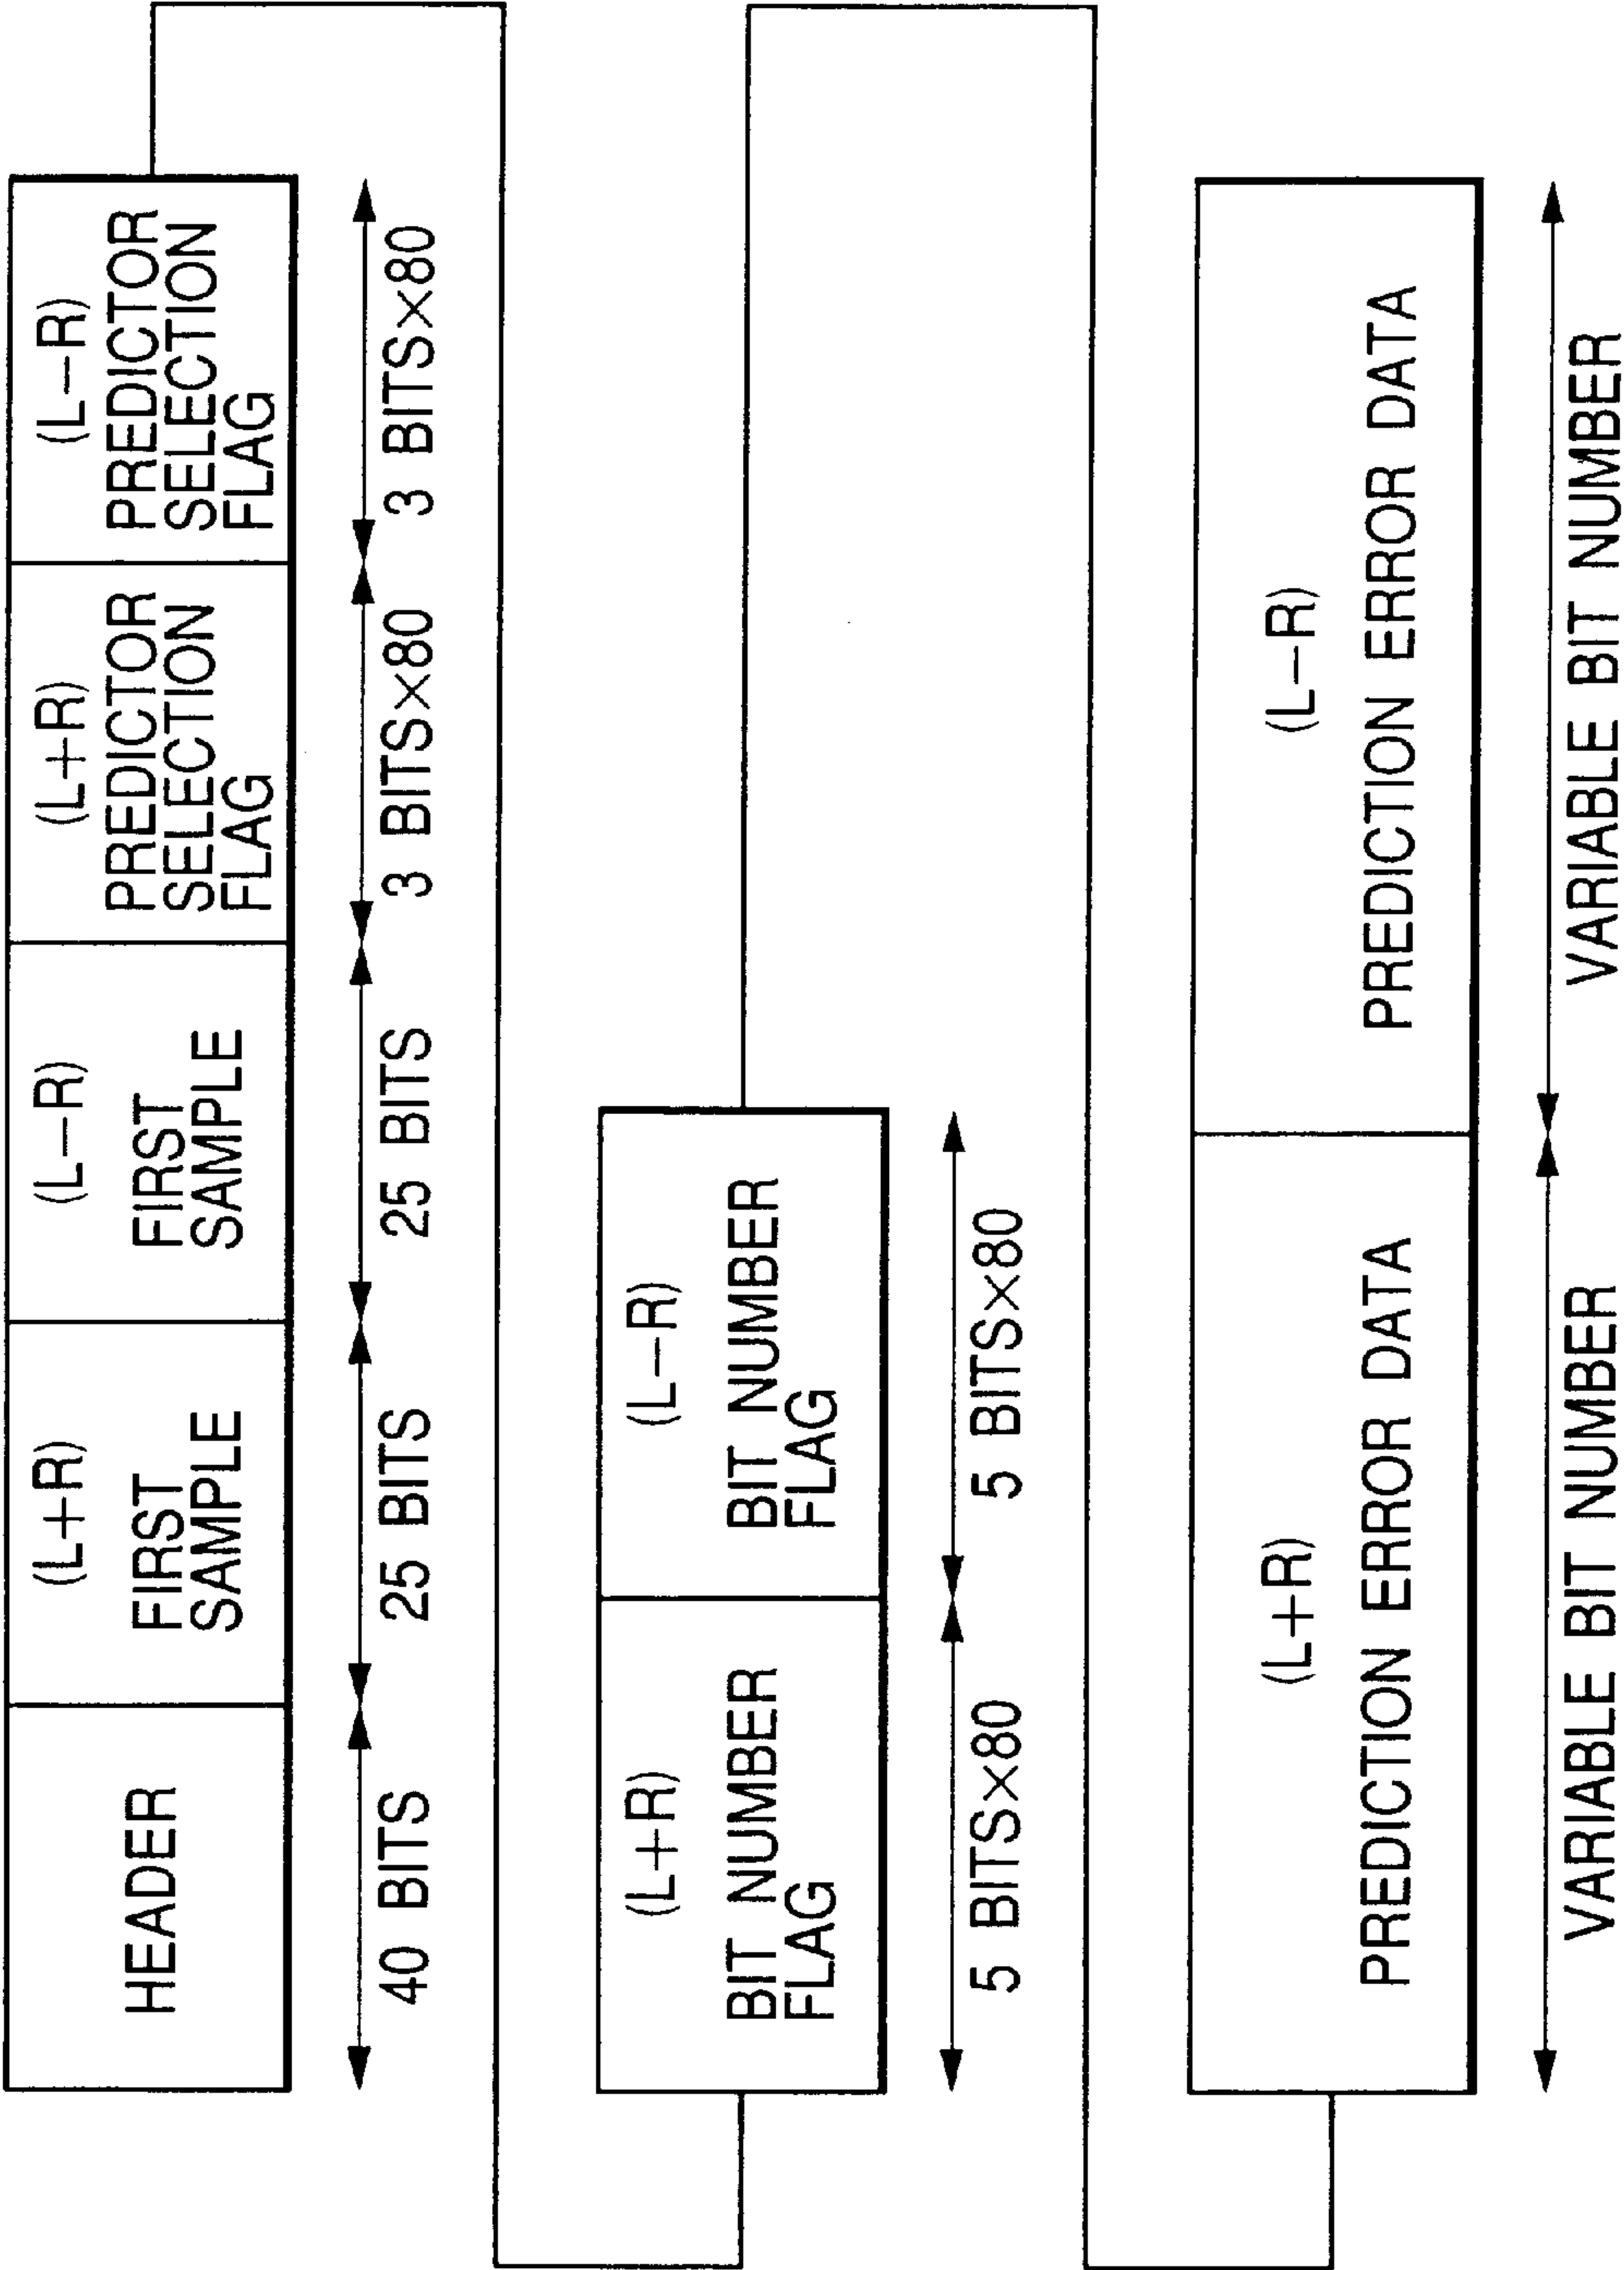 HEADER
(L+R)
FIRST
SAMPLE
(L−R)
FIRST
SAMPLE
(L+R)
PREDICTOR
SELECTION
FLAG
(L−R)
PREDICTOR
SELECTION
FLAG
40 BITS
25 BITS
25 BITS
3 BITS×80
3 BITS×80
(L+R)
BIT NUMBER
FLAG
(L−R)
BIT NUMBER
FLAG
5 BITS×80
5 BITS×80
(L+R)
PREDICTION ERROR DATA
(L−R)
PREDICTION ERROR DATA
VARIABLE BIT NUMBER
VARIABLE BIT NUMBER